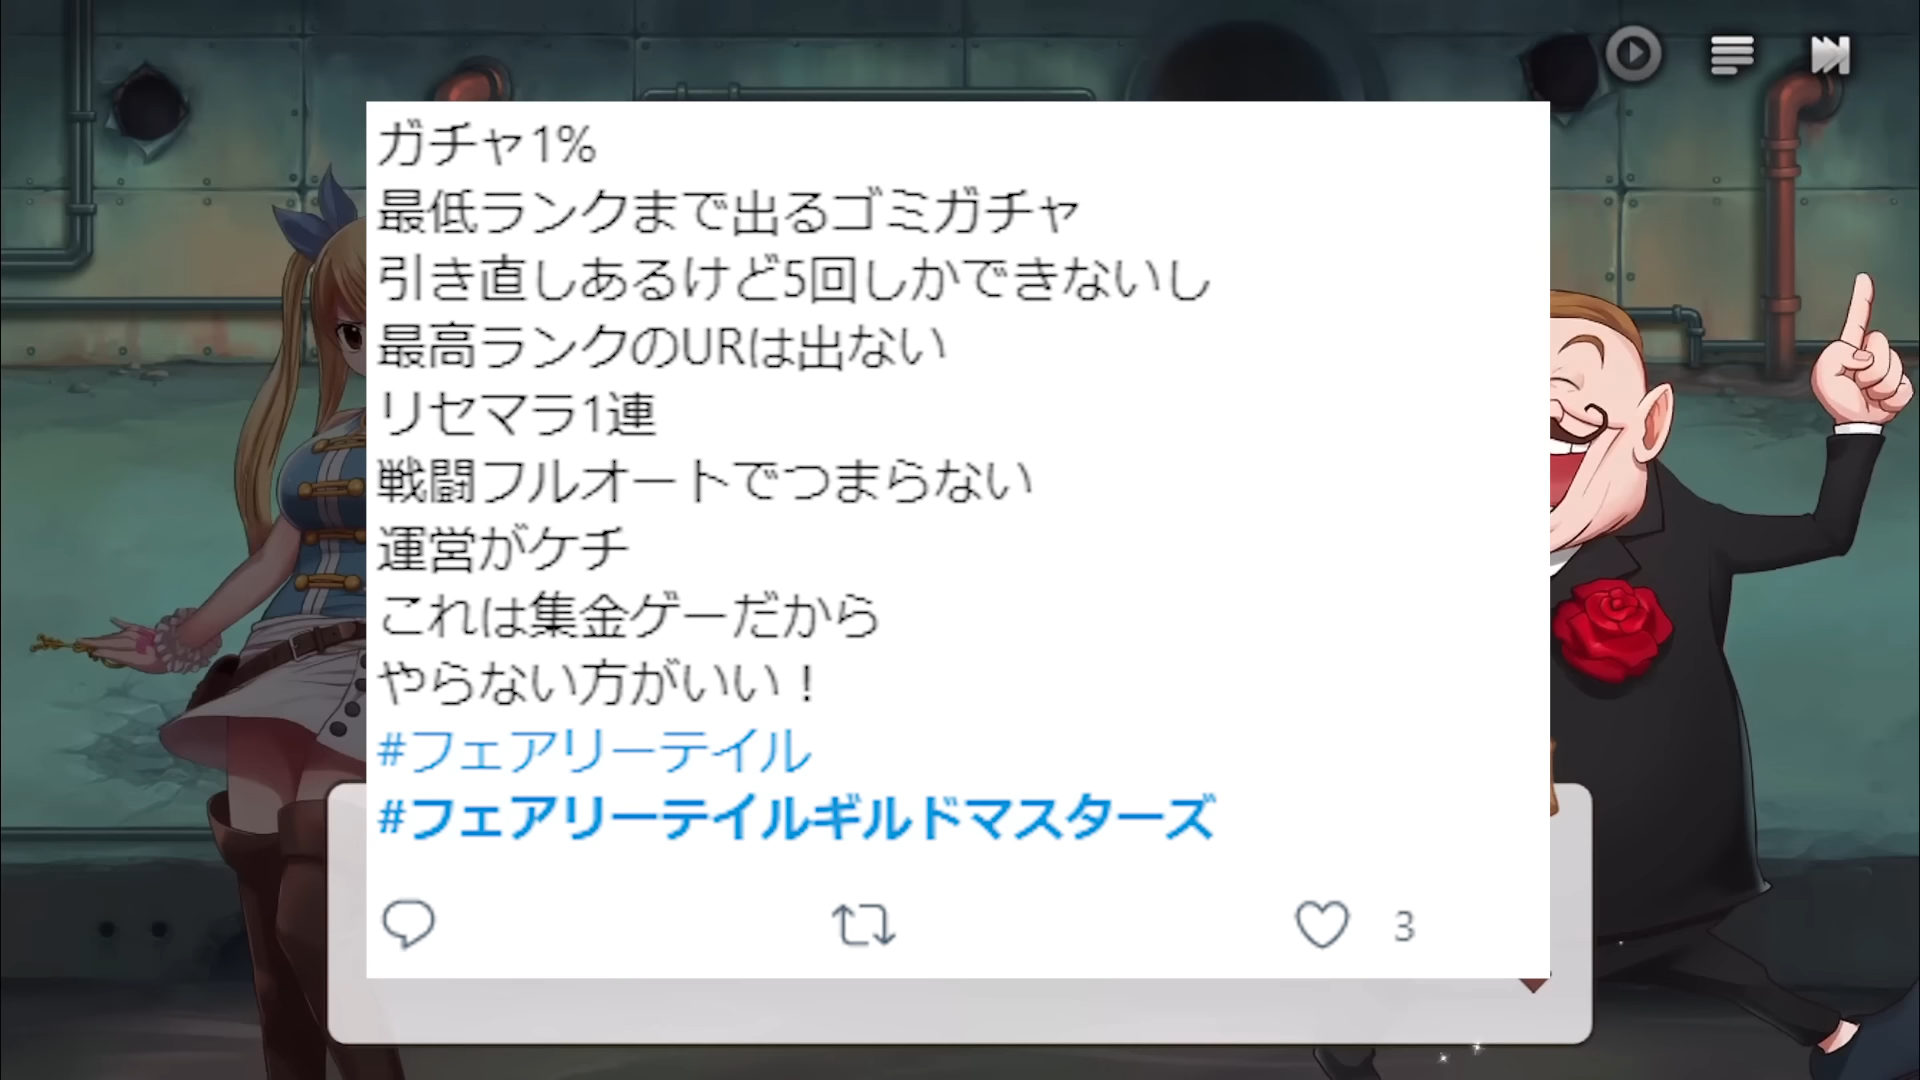 ガチャ1%
最低ランクまで出るゴミガチャ
引き直しあるけど5回しかできないし
最高ランクのURは出ない
リセマラ1連
戦闘フルオートでつまらない
運営がケチ
これは集金ゲーだから
やらない方がいい！
#フェアリーテイル
#フェアリーテイルギルドマスターズ
3